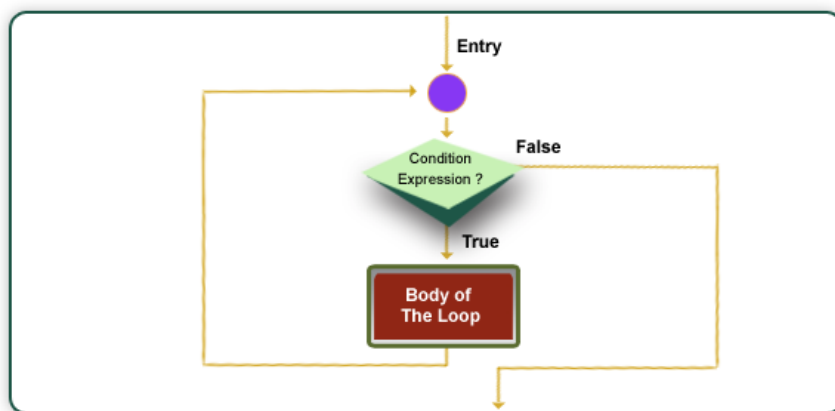 Entry
Condition
Expression ?
False
True
Body of
The Loop